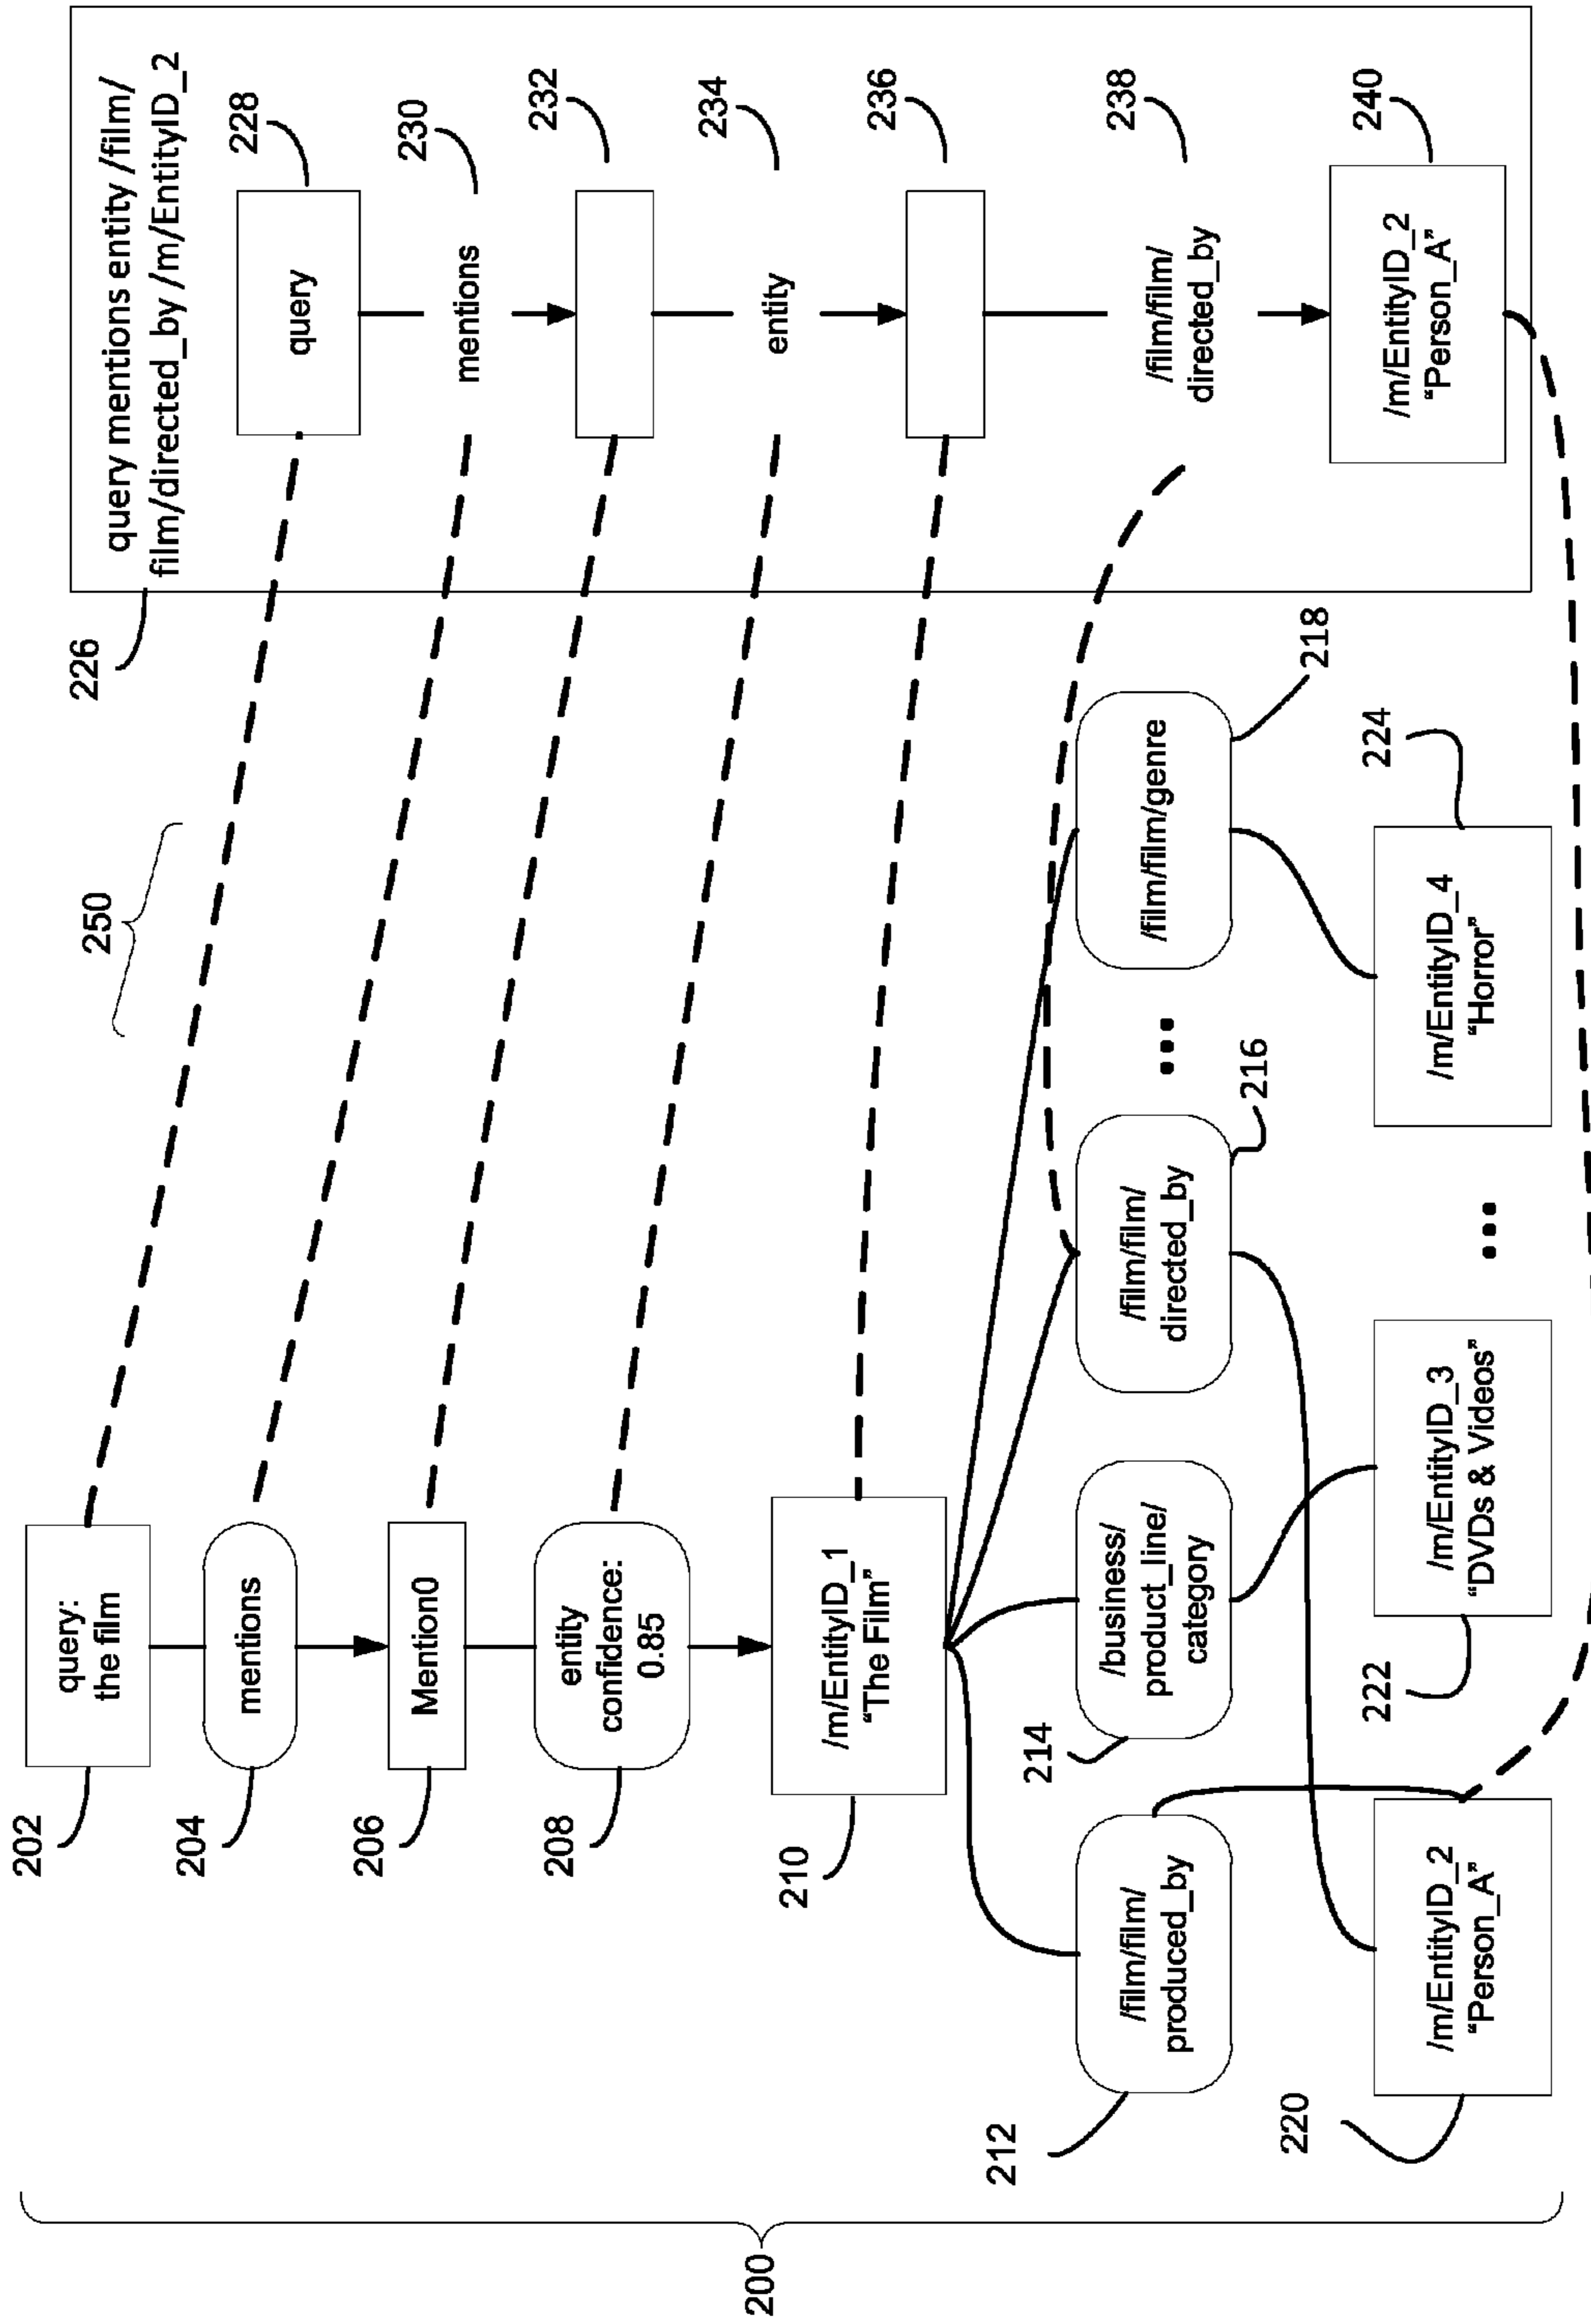 200
202
query:
the film
204
mentions
206
Mention0
208
entity
confidence:
0.85
210
/m/EntityID_1
“The Film”
212
/film/film/
produced_by
214
/business/
product_line/
category
/film/film/
directed_by
216
...
/film/film/genre
218
220
/m/EntityID_2
“Person_A”
222
/m/EntityID_3
“DVDs & Videos”
...
/m/EntityID_4
“Horror”
224
250
226
query mentions entity /film/
film/directed_by /m/EntityID_2
query
228
mentions
230
232
entity
234
236
/film/film/
directed_by
238
/m/EntityID_2
“Person_A”
240